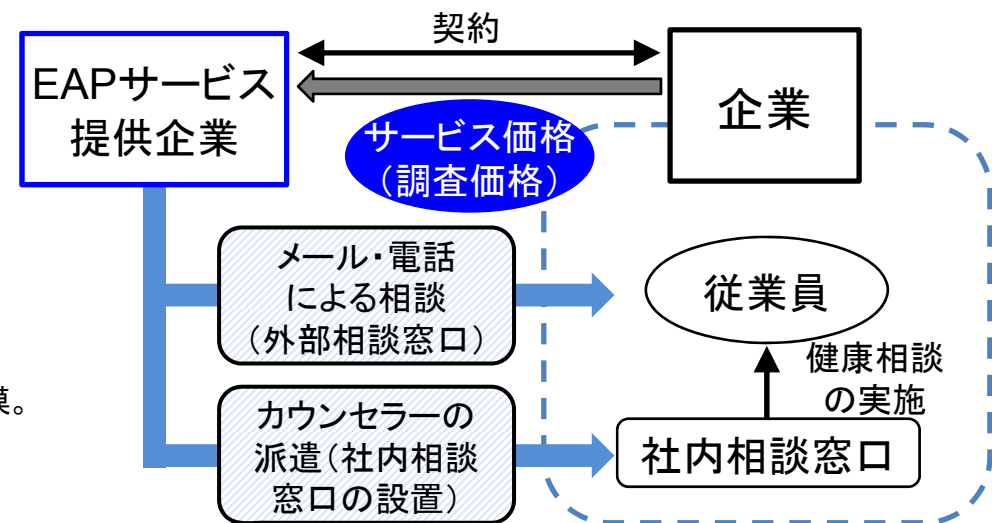 契約
EAPサービス
提供企業
企業
サービス価格
（調査価格）
メール・電話
による相談
（外部相談窓口）
従業員
健康相談
の実施
模。
カウンセラーの
派遣（社内相談
窓口の設置）
社内相談窓口